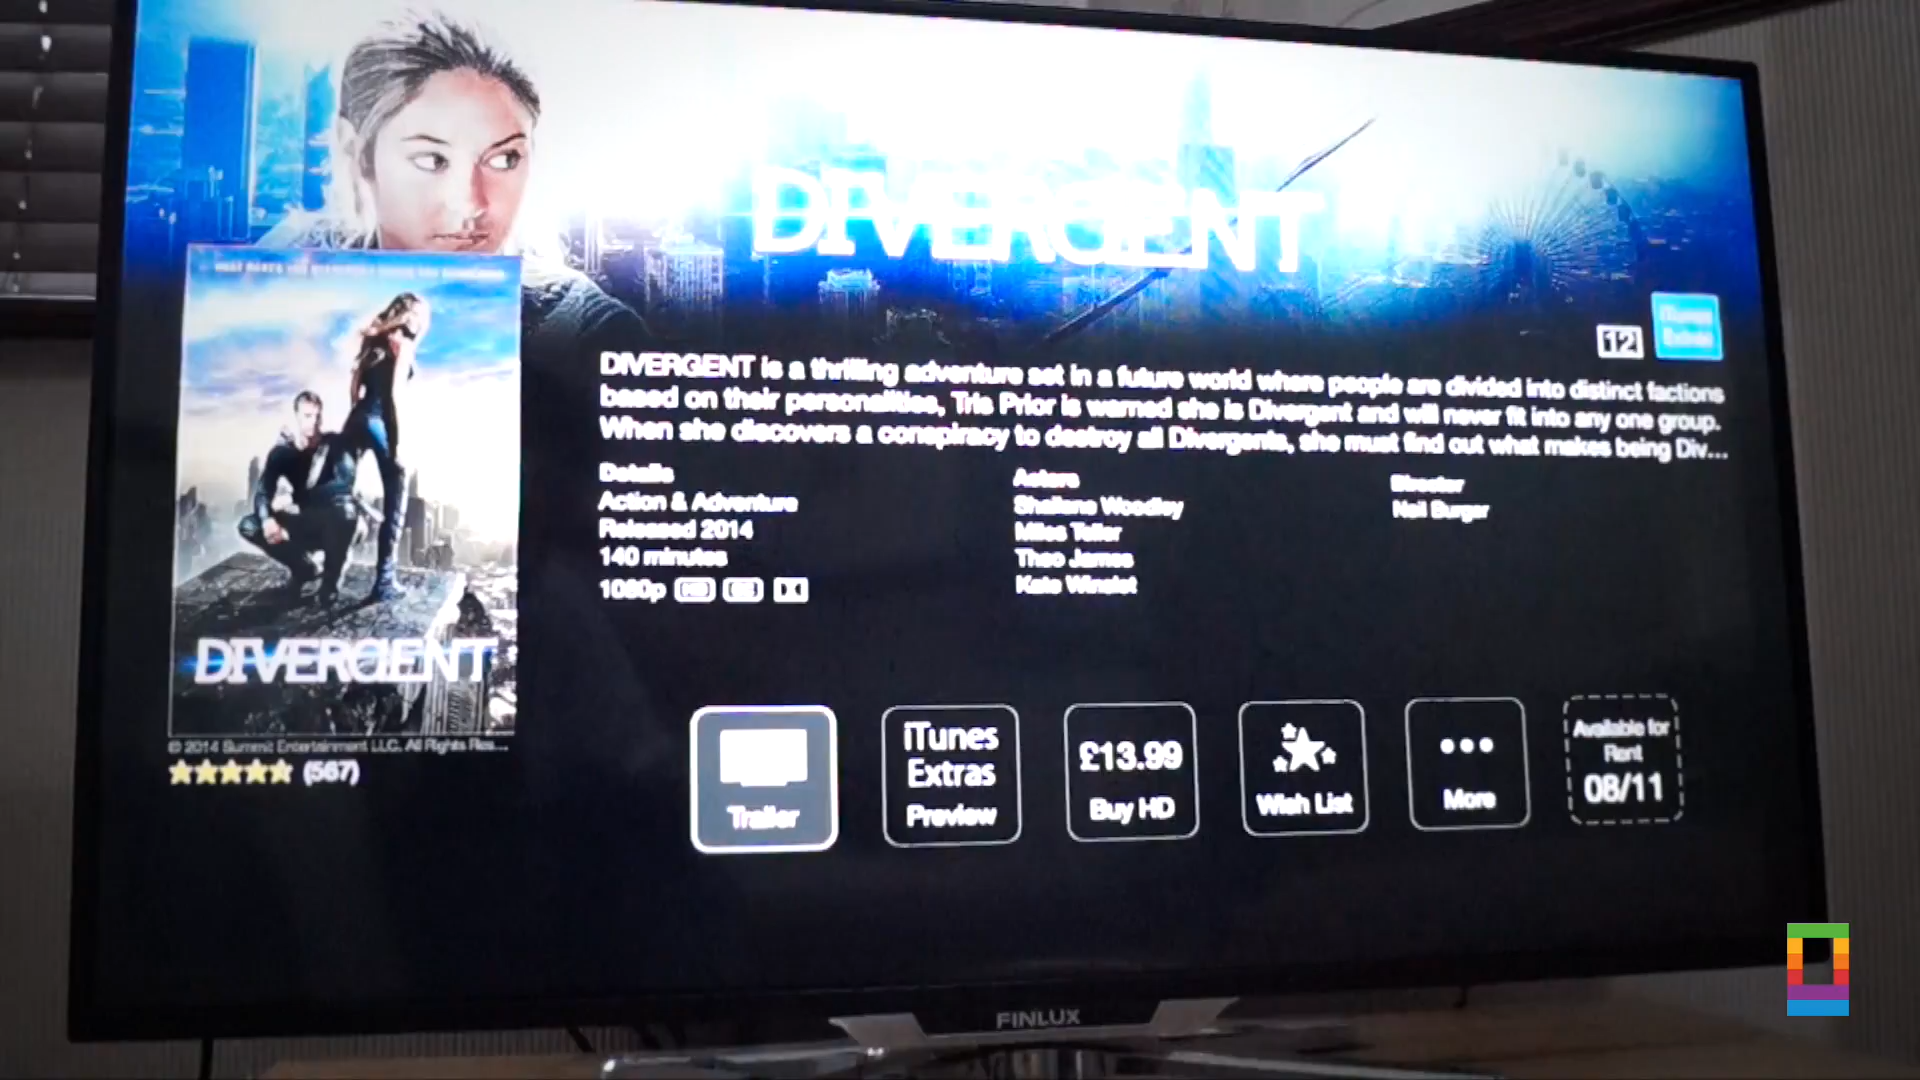 DIVERGENT
12
iTunes
Extras
DIVERGENT is a thrilling adventure set in a future world where people are divided into distinct factions
based on their personalities, Tris Prior is warned she is Divergent and will never fit into any one group.
When she discovers a conspiracy to destroy all Divergents, she must find out what makes being Div...
Details
Action & Adventure
Released 2014
140 minutes
1080p HD CC
Actors
Shailene Woodley
Miles Teller
Theo James
Kate Winslet
Director
Neil Burger
DIVERGENT
© 2014 Summit Entertainment LLC. All Rights Res...
(567)
Trailer
iTunes
Extras
Preview
£13.99
Buy HD
Wish List
More
Available for
Rent
08/11
FINLUX